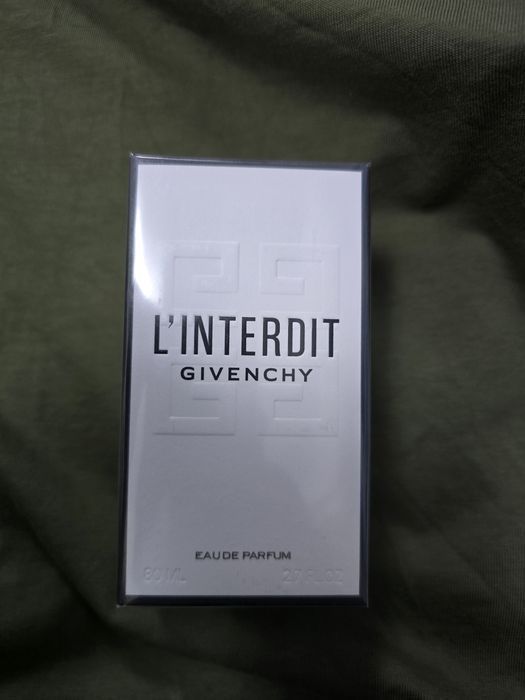 L'INTERDIT
GIVENCHY
EAU DE PARFUM
80 ML 2.7 FL.OZ